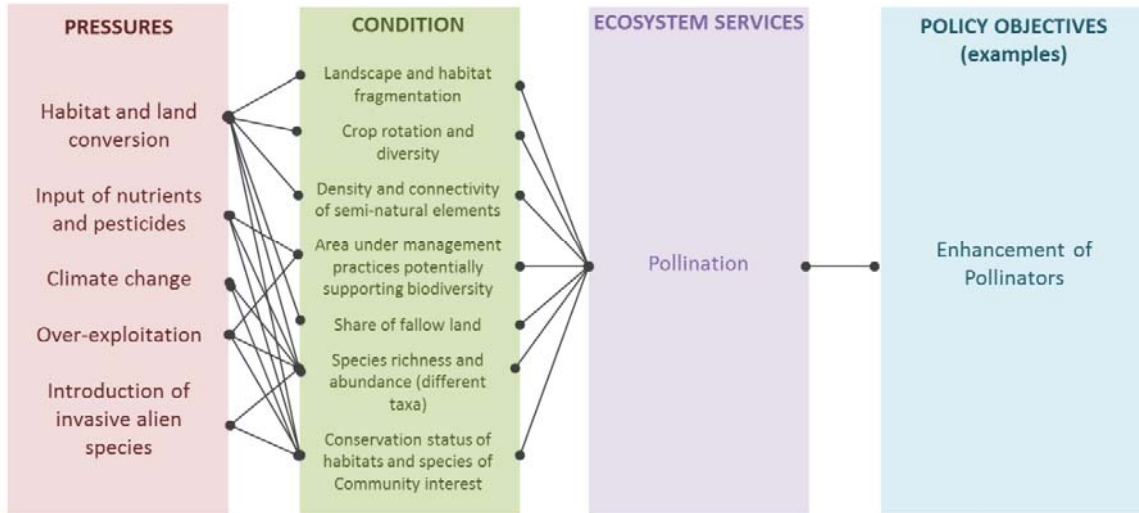 PRESSURES
Habitat and land
conversion
Input of nutrients
and pesticides
Climate change
Over-exploitation
Introduction of
invasive alien
species
CONDITION
Landscape and habitat
fragmentation
Crop rotation and
diversity
Density and connectivity
of semi-natural elements
Area under management
practices potentially
supporting biodiversity
Share of fallow land
Species richness and
abundance (different
taxa)
Conservation status of
habitats and species of
Community interest
ECOSYSTEM SERVICES
Pollination
POLICY OBJECTIVES
(examples)
Enhancement of
Pollinators